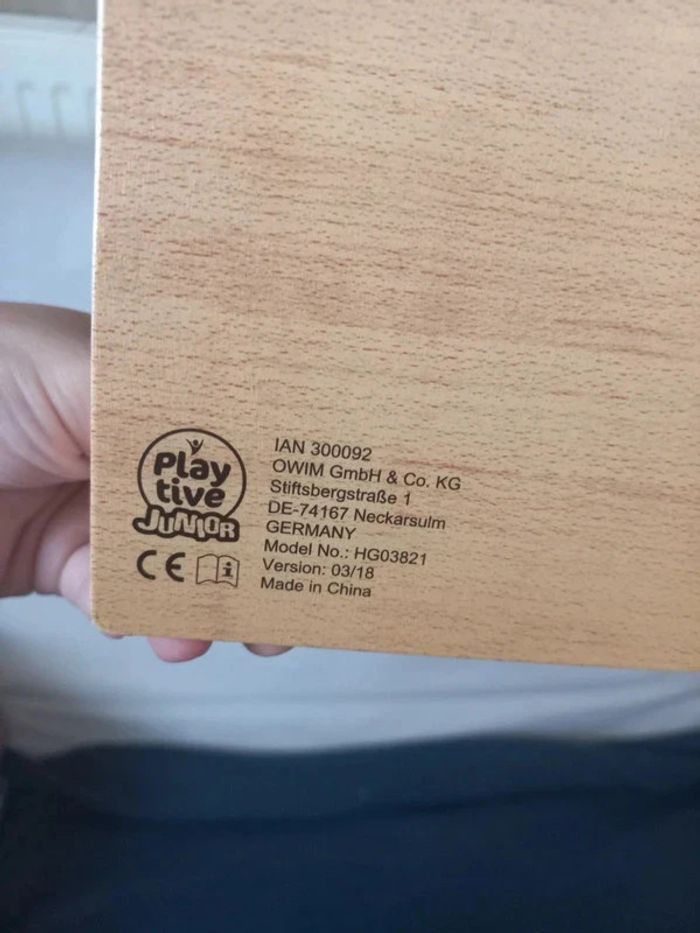 Play
tive
JUNIOR
CE
IAN 300092
OWIM GmbH & Co. KG
Stiftsbergstraße 1
DE-74167 Neckarsulm
GERMANY
Model No.: HG03821
Version: 03/18
Made in China